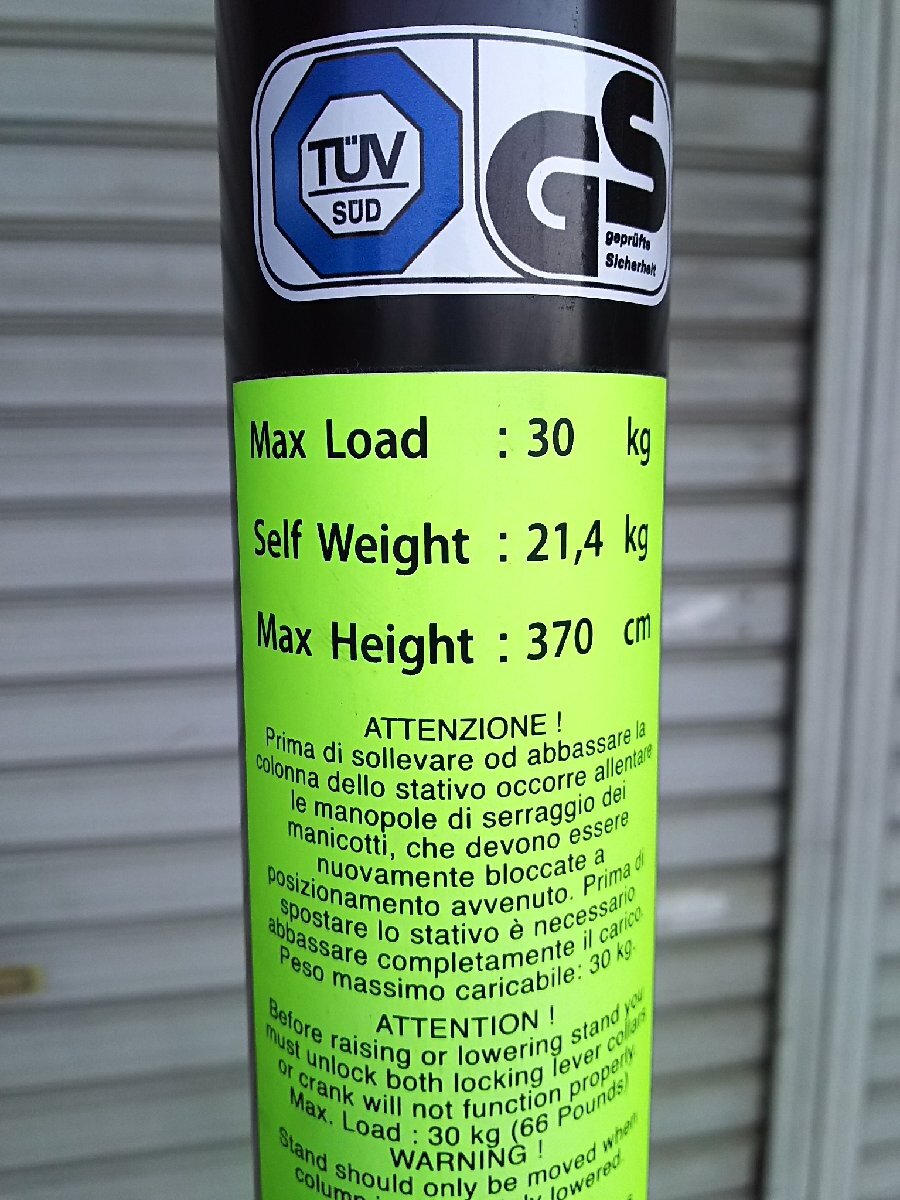 TÜV
SÜD
GS
geprüfte
Sicherheit
Max Load : 30 kg
Self Weight : 21,4 kg
Max Height : 370 cm
ATTENZIONE !
Prima di sollevare od abbassare la
colonna dello stativo occorre allentare
le manopole di serraggio dei
manicotti, che devono essere
nuovamente bloccate a
posizionamento avvenuto. Prima di
spostare lo stativo è necessario
abbassare completamente il carico.
Peso massimo caricabile: 30 kg.
ATTENTION !
Before raising or lowering stand you
must unlock both locking lever collars
or crank will not function properly.
Max. Load : 30 kg (66 Pounds)
WARNING !
Stand should only be moved when
column lowered.